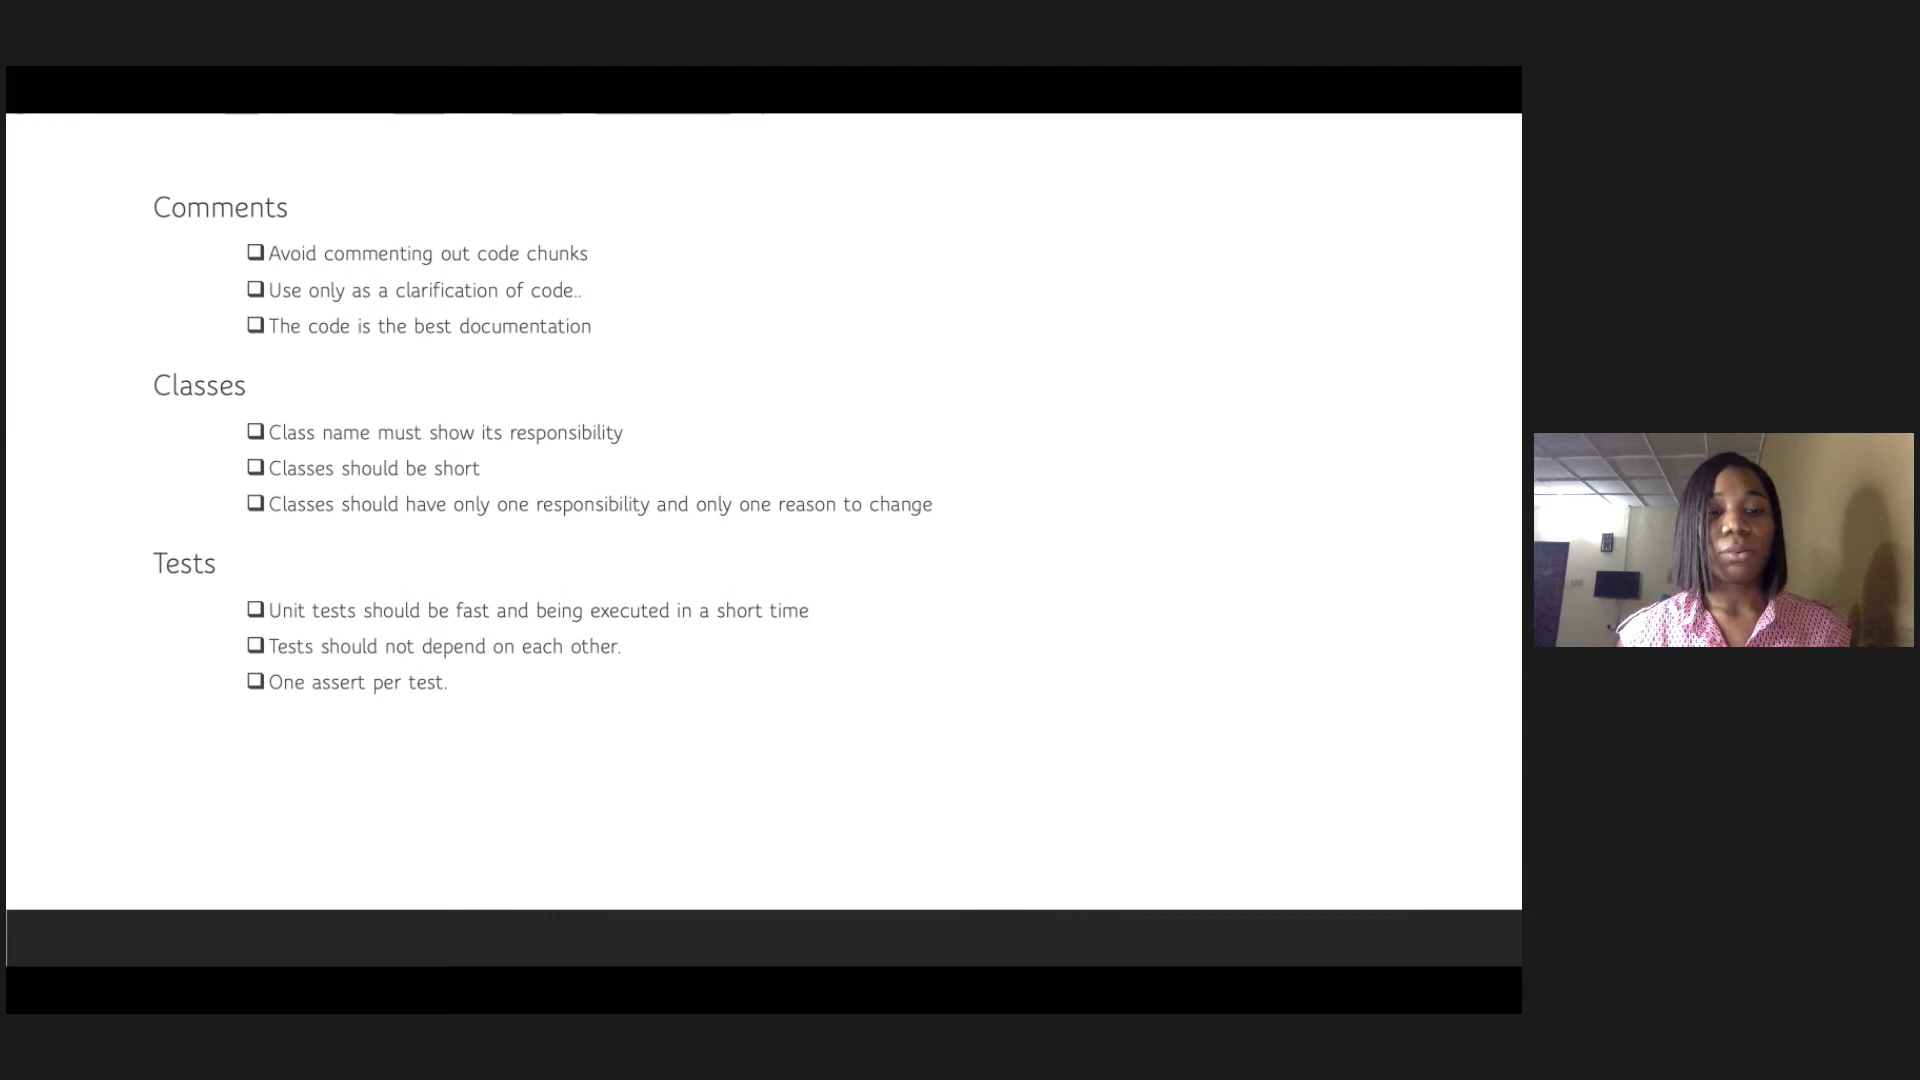 Comments
Avoid commenting out code chunks
Use only as a clarification of code..
The code is the best documentation
Classes
Class name must show its responsibility
Classes should be short
Classes should have only one responsibility and only one reason to change
Tests
Unit tests should be fast and being executed in a short time
Tests should not depend on each other.
One assert per test.